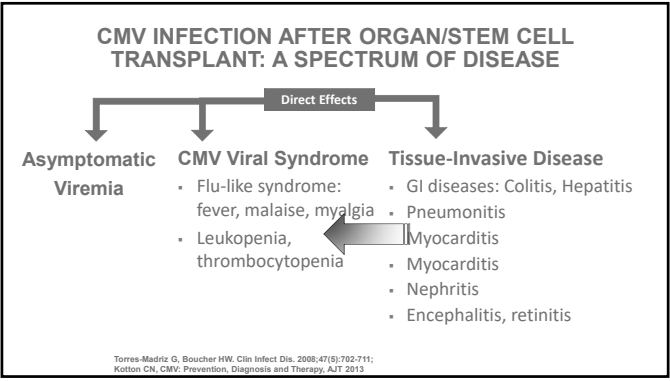 CMV INFECTION AFTER ORGAN/STEM CELL
TRANSPLANT: A SPECTRUM OF DISEASE
Direct Effects
Asymptomatic
Viremia
CMV Viral Syndrome
▪ Flu-like syndrome:
fever, malaise, myalgia
▪ Leukopenia,
thrombocytopenia
Tissue-Invasive Disease
▪ GI diseases: Colitis, Hepatitis
▪ Pneumonitis
▪ Myocarditis
▪ Myocarditis
▪ Nephritis
▪ Encephalitis, retinitis
Torres-Madriz G, Boucher HW. Clin Infect Dis. 2008;47(5):702-711;
Kotton CN, CMV: Prevention, Diagnosis and Therapy, AJT 2013